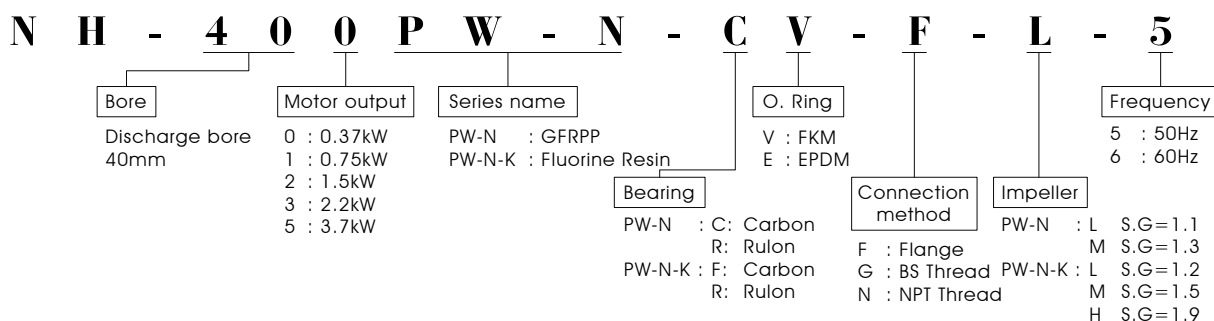 N H - 4 0 0 P W - N - C V - F - L - 5
Bore
Discharge bore
40mm
Motor output
0 : 0.37kW
1 : 0.75kW
2 : 1.5kW
3 : 2.2kW
5 : 3.7kW
Series name
PW-N : GFRPP
PW-N-K : Fluorine Resin
Bearing
PW-N : C: Carbon
R: Rulon
PW-N-K : F: Carbon
R: Rulon
O. Ring
V : FKM
E : EPDM
Connection
method
F : Flange
G : BS Thread
N : NPT Thread
Impeller
PW-N : L S.G=1.1
M S.G=1.3
PW-N-K : L S.G=1.2
M S.G=1.5
H S.G=1.9
Frequency
5 : 50Hz
6 : 60Hz